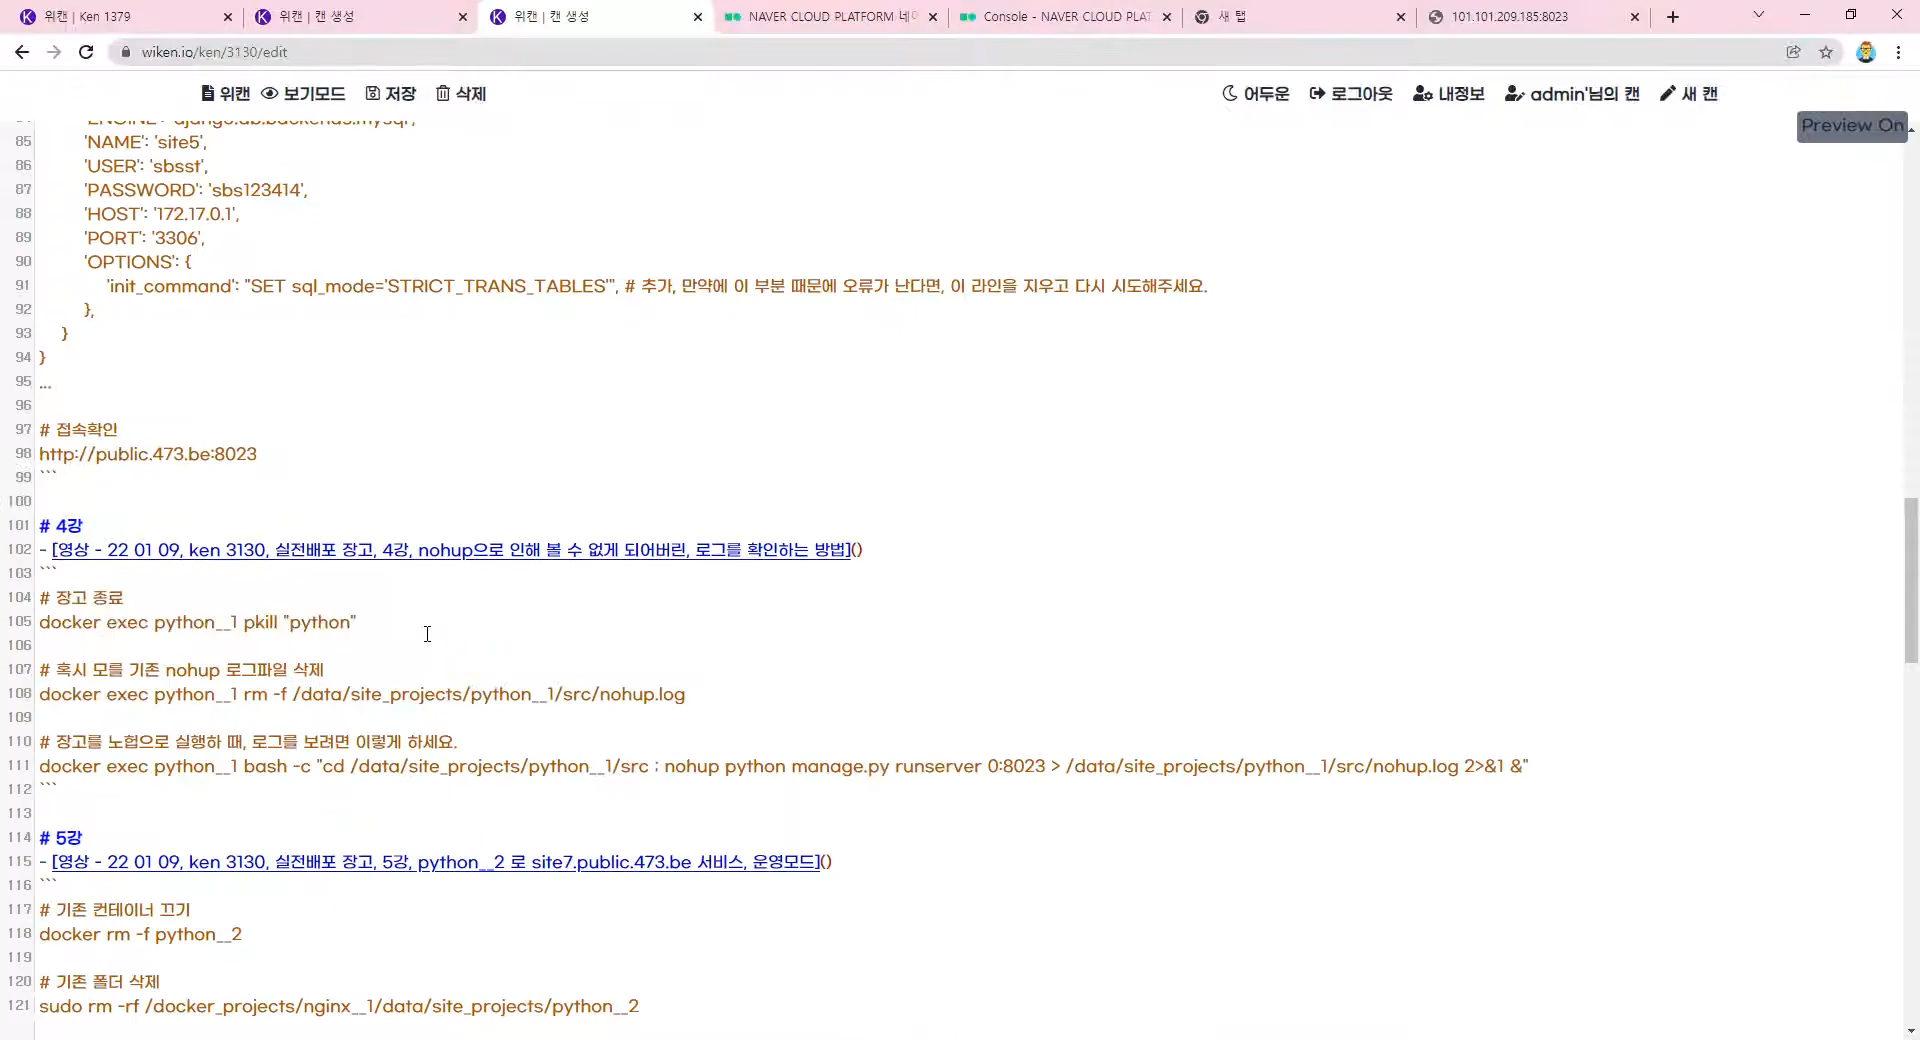 위캔 | Ken 1379
위캔 | 캔 생성
위캔 | 캔 생성
NAVER CLOUD PLATFORM 네이
Console - NAVER CLOUD PLAT
새 탭
101.101.209.185:8023
wiken.io/ken/3130/edit
위캔 보기모드 저장 삭제 어두운 로그아웃 내정보 admin'님의 캔 새 캔
Preview On
'ENGINE': 'django.db.backends.mysql',
85 'NAME': 'site5',
86 'USER': 'sbsst',
87 'PASSWORD': 'sbs123414',
88 'HOST': '172.17.0.1',
89 'PORT': '3306',
90 'OPTIONS': {
91 'init_command': "SET sql_mode='STRICT_TRANS_TABLES'", # 추가, 만약에 이 부분 때문에 오류가 난다면, 이 라인을 지우고 다시 시도해주세요.
92 },
93 }
94 }
95 ...
96
97 # 접속확인
98 http://public.473.be:8023
99 ```
100
101 # 4강
102 - [영상 - 22 01 09, ken 3130, 실전배포 장고, 4강, nohup으로 인해 볼 수 없게 되어버린, 로그를 확인하는 방법]()
103 ```
104 # 장고 종료
105 docker exec python__1 pkill "python"
106
107 # 혹시 모를 기존 nohup 로그파일 삭제
108 docker exec python__1 rm -f /data/site_projects/python__1/src/nohup.log
109
110 # 장고를 노헙으로 실행하 때, 로그를 보려면 이렇게 하세요.
111 docker exec python__1 bash -c "cd /data/site_projects/python__1/src ; nohup python manage.py runserver 0:8023 > /data/site_projects/python__1/src/nohup.log 2>&1 &"
112 ```
113
114 # 5강
115 - [영상 - 22 01 09, ken 3130, 실전배포 장고, 5강, python__2 로 site7.public.473.be 서비스, 운영모드]()
116 ```
117 # 기존 컨테이너 끄기
118 docker rm -f python__2
119
120 # 기존 폴더 삭제
121 sudo rm -rf /docker_projects/nginx__1/data/site_projects/python__2